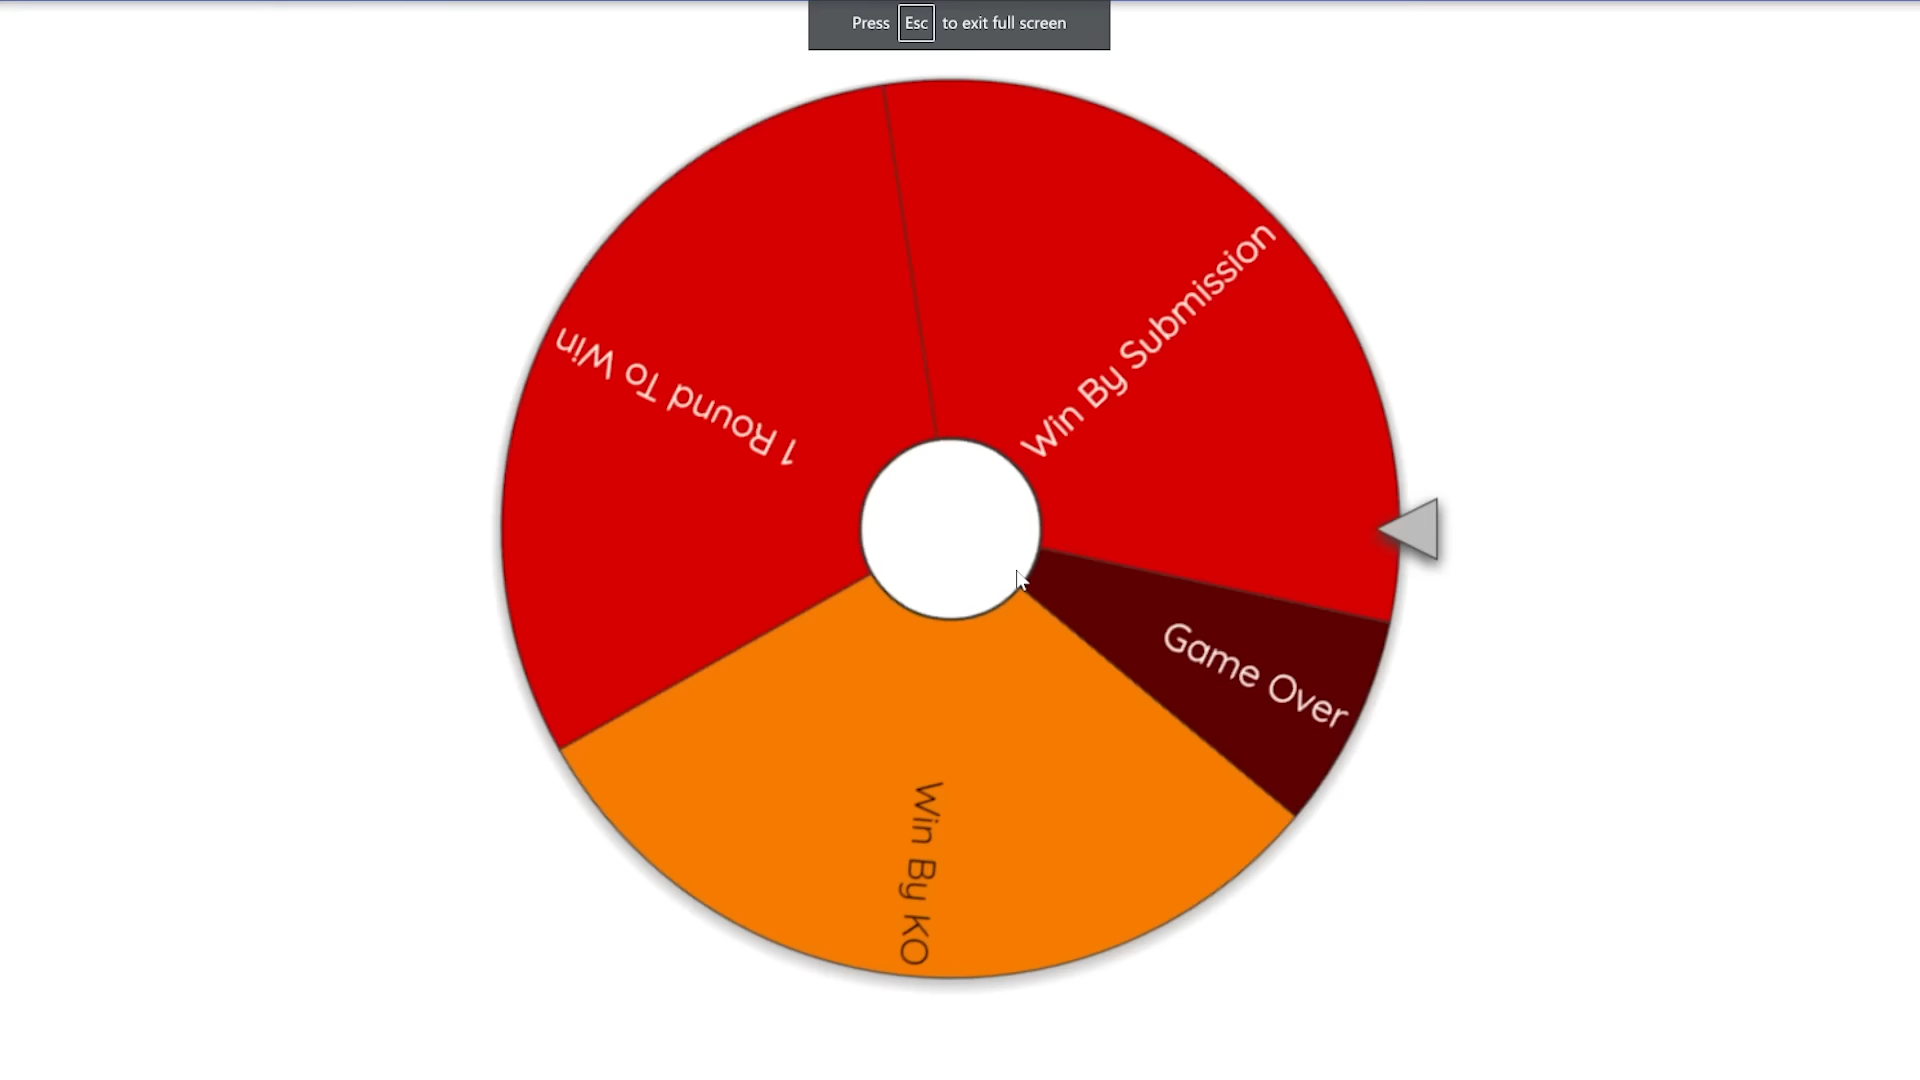 Press Esc to exit full screen
Win By Submission
1 Round To Win
Game Over
Win By KO